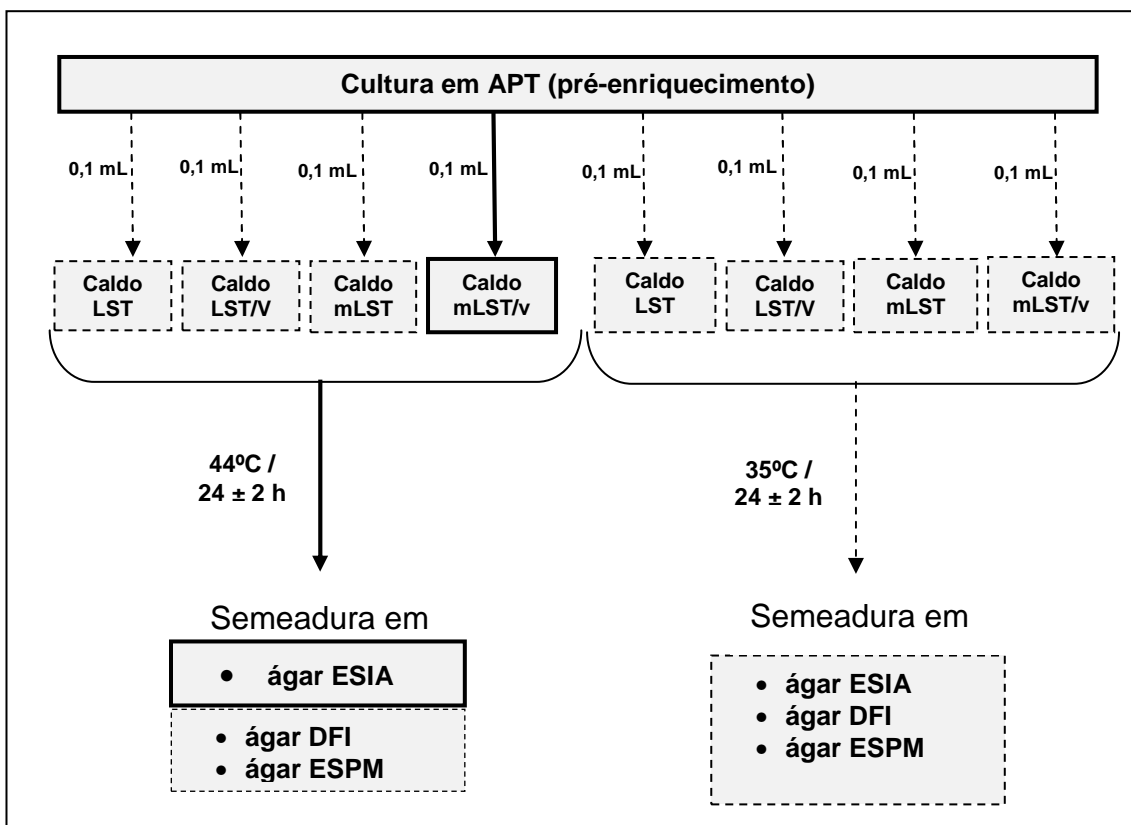 Cultura em APT (pré-enriquecimento)
0,1 mL 0,1 mL 0,1 mL 0,1 mL 0,1 mL 0,1 mL 0,1 mL 0,1 mL
Caldo LST
Caldo LST/V
Caldo mLST
Caldo mLST/v
Caldo LST
Caldo LST/V
Caldo mLST
Caldo mLST/v
44ºC /
24 ± 2 h
35ºC /
24 ± 2 h
Semeadura em
• ágar ESIA
• ágar DFI
• ágar ESPM
Semeadura em
• ágar ESIA
• ágar DFI
• ágar ESPM